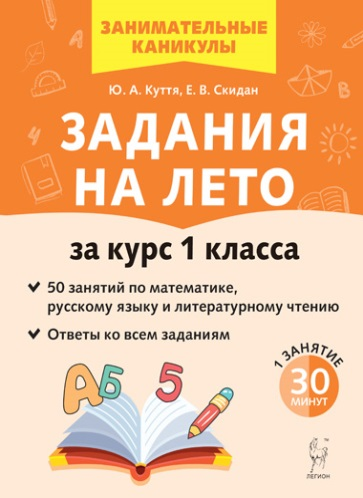 ЗАНИМАТЕЛЬНЫЕ
КАНИКУЛЫ
Ю. А. Куття, Е. В. Скидан
ЗАДАНИЯ
НА ЛЕТО
за курс 1 класса
50 занятий по математике,
русскому языку и литературному чтению
Ответы ко всем заданиям
1 ЗАНЯТИЕ
30
МИНУТ
АБ 5
ЛЕГИОН